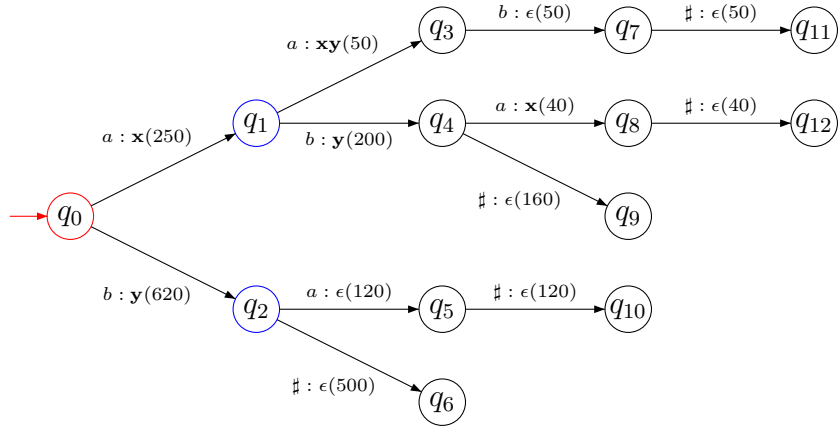 b : ϵ(50)
♯ : ϵ(50)
q3
q7
q11
a : xy(50)
a : x(40)
♯ : ϵ(40)
q1
q4
q8
q12
a : x(250)
b : y(200)
♯ : ϵ(160)
q0
q9
b : y(620)
a : ϵ(120)
♯ : ϵ(120)
q2
q5
q10
♯ : ϵ(500)
q6